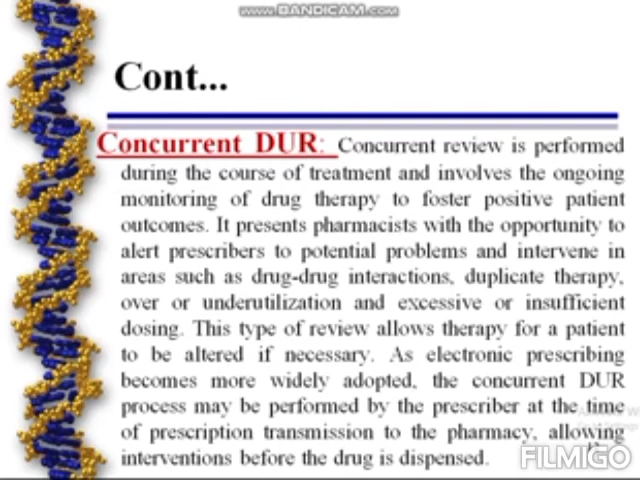 www.BANDICAM.com
Cont...
Concurrent DUR: Concurrent review is performed
during the course of treatment and involves the ongoing
monitoring of drug therapy to foster positive patient
outcomes. It presents pharmacists with the opportunity to
alert prescribers to potential problems and intervene in
areas such as drug-drug interactions, duplicate therapy,
over or underutilization and excessive or insufficient
dosing. This type of review allows therapy for a patient
to be altered if necessary. As electronic prescribing
becomes more widely adopted, the concurrent DUR
process may be performed by the prescriber at the time
of prescription transmission to the pharmacy, allowing
interventions before the drug is dispensed.
FILMIGO